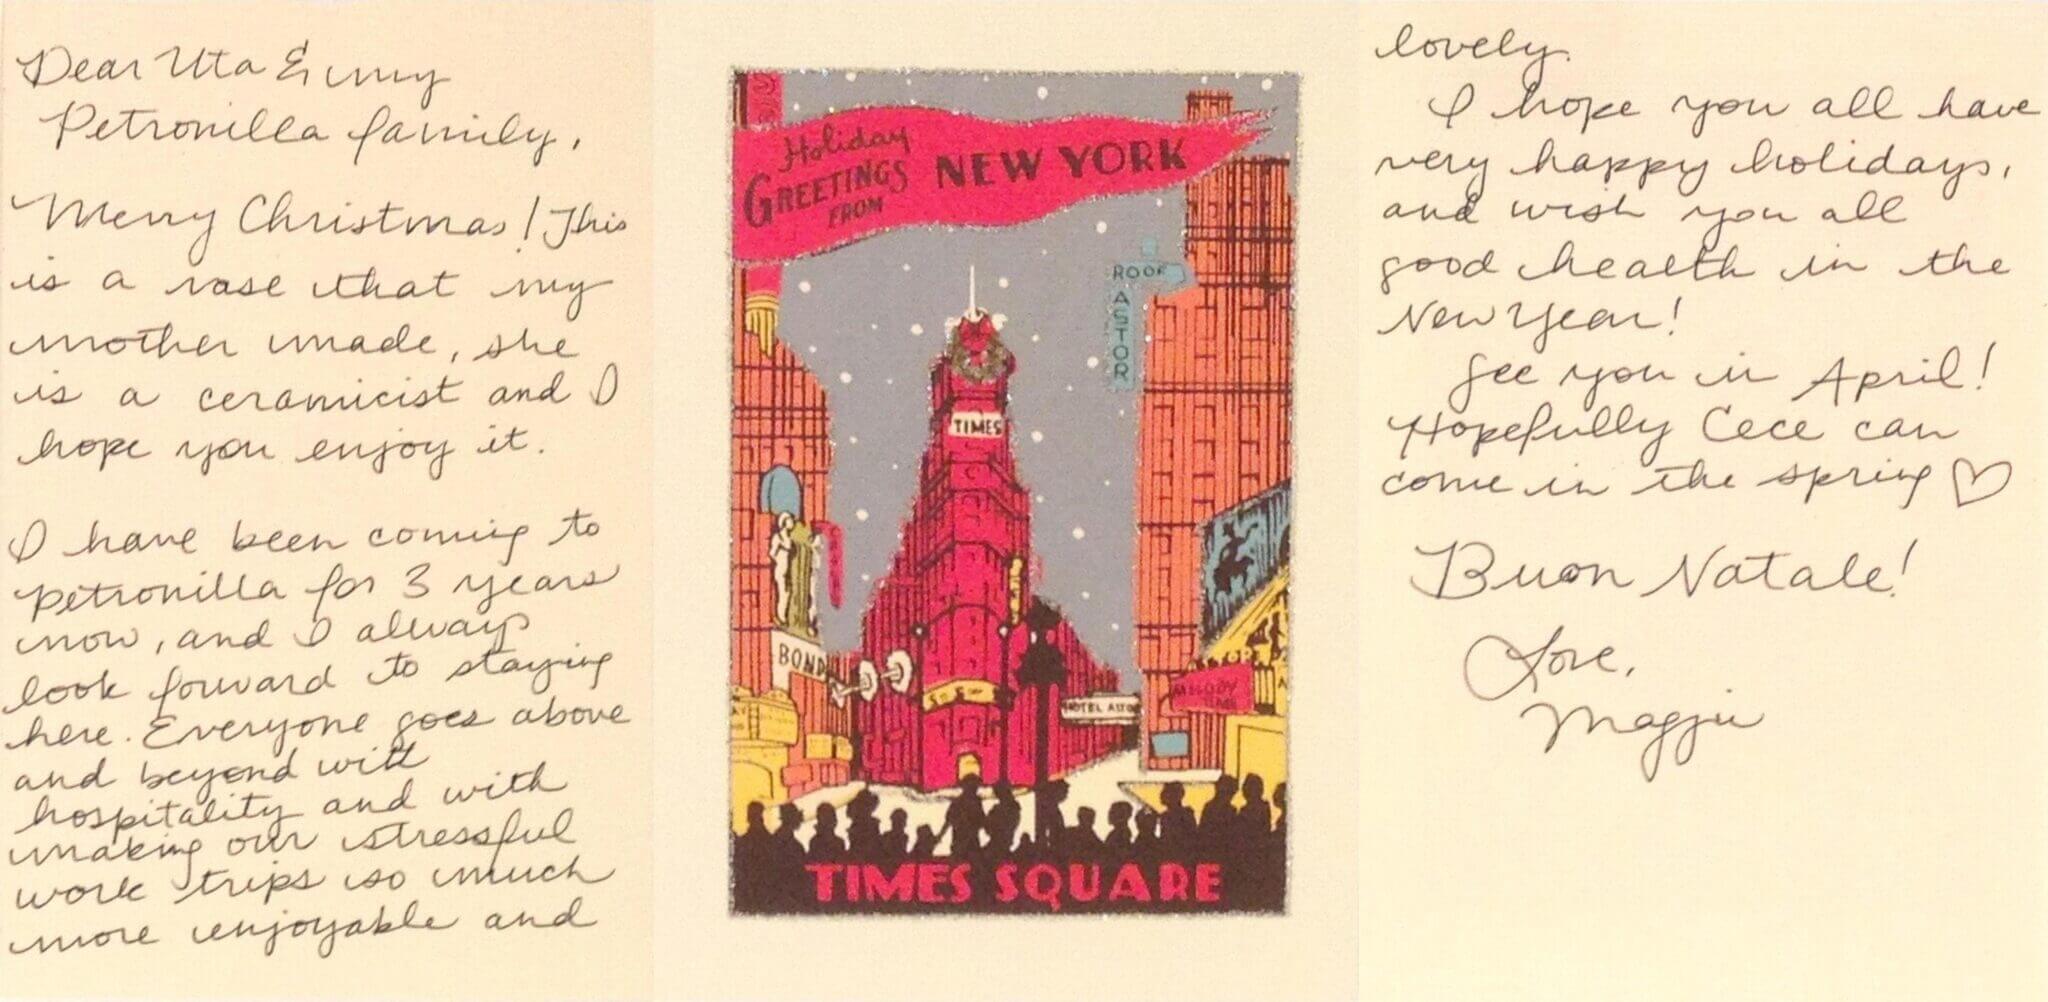 Dear Uta & my
Petronilla family,
Merry Christmas! This
is a vase that my
mother made, she
is a ceramicist and I
hope you enjoy it.
I have been coming to
Petronilla for 3 years
now, and I always
look forward to staying
here. Everyone goes above
and beyond with
hospitality and with
making our stressful
work trips so much
more enjoyable and
Holiday
GREETINGS
FROM
NEW YORK
ROOF
ASTOR
TIMES
BOND
HOTEL ASTOR
MELODY
TIMES SQUARE
lovely.
I hope you all have
very happy holidays,
and wish you all
good health in the
New Year!
See you in April!
Hopefully Cece can
come in the spring ♡
Buon Natale!
Love,
Maggie